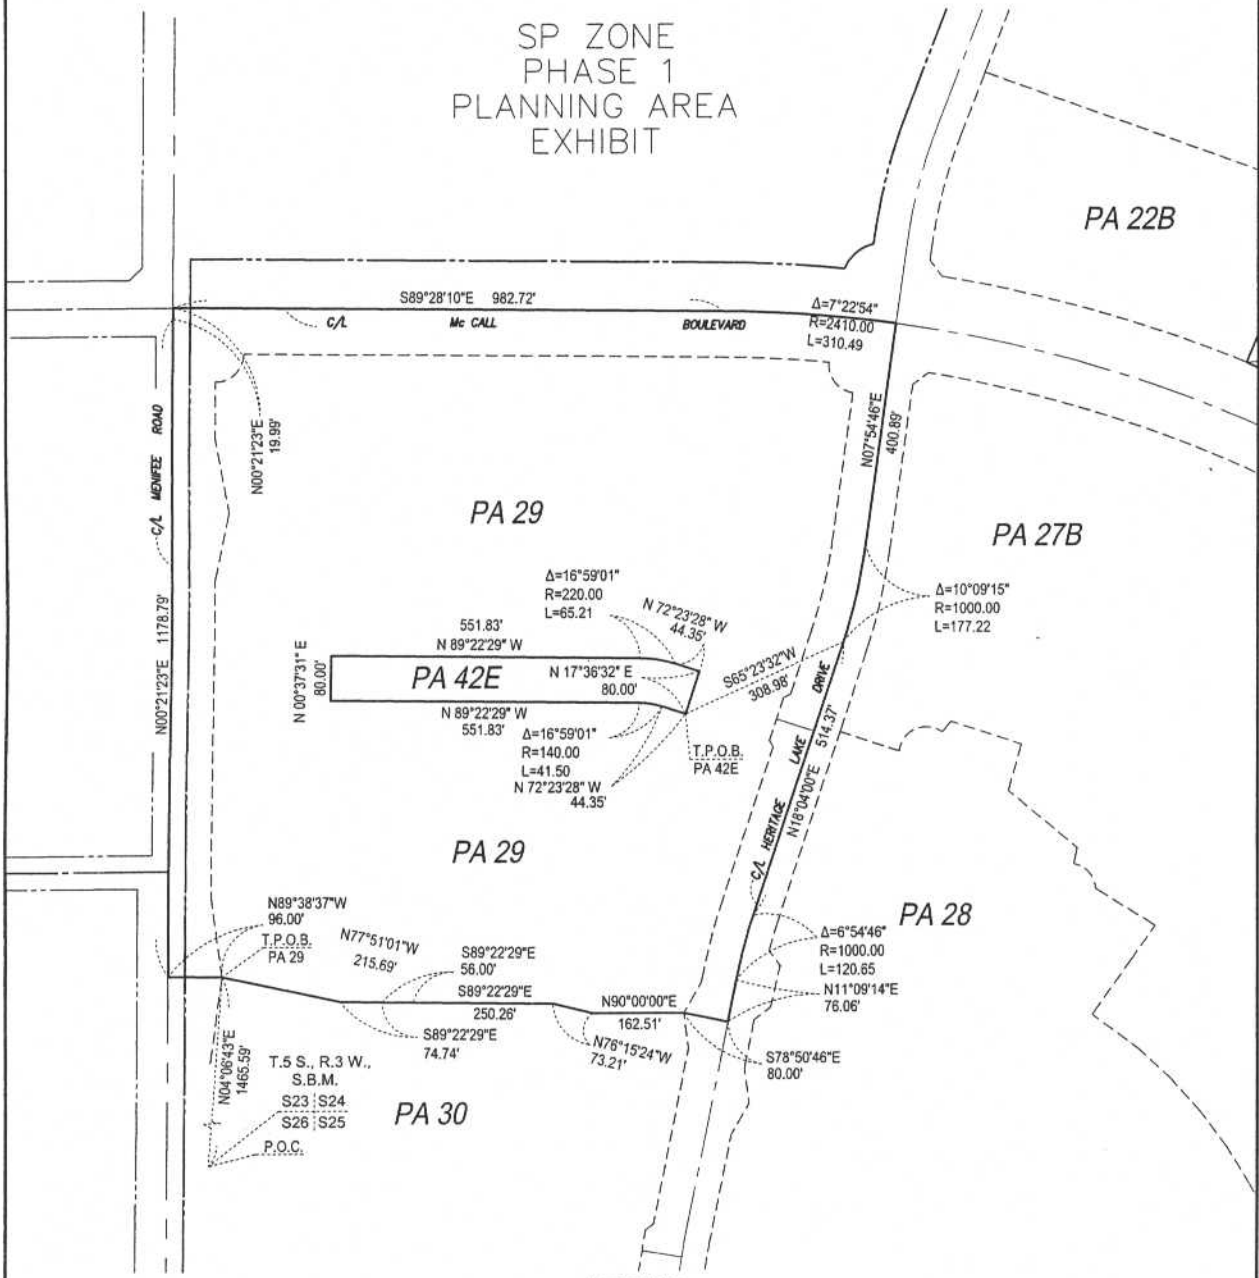 SP ZONE
PHASE 1
PLANNING AREA
EXHIBIT
PA 22B
S89°28'10"E 982.72'
C/L Mc CALL BOULEVARD
Δ=7°22'54"
R=2410.00
L=310.49
C/L MENIFEE ROAD
N00°21'23"E
19.99'
N07°54'46"E
400.89'
PA 29
PA 27B
Δ=16°59'01"
R=220.00
L=65.21
N 72°23'28" W
44.35'
Δ=10°09'15"
R=1000.00
L=177.22
N00°21'23"E 1178.79'
551.83'
N 89°22'29" W
N 00°37'31" E
80.00'
PA 42E
N 17°36'32" E
80.00'
S65°23'32"W
308.98'
N 89°22'29" W
551.83'
Δ=16°59'01"
R=140.00
L=41.50
N 72°23'28" W
44.35'
T.P.O.B.
PA 42E
C/L HERITAGE LAKE DRIVE
N18°04'00"E 514.37'
PA 29
N89°38'37"W
96.00'
T.P.O.B.
PA 29
N77°51'01"W
215.69'
S89°22'29"E
56.00'
S89°22'29"E
250.26'
S89°22'29"E
74.74'
N90°00'00"E
162.51'
N76°15'24"W
73.21'
PA 28
Δ=6°54'46"
R=1000.00
L=120.65
N11°09'14"E
76.06'
S78°50'46"E
80.00'
N04°06'43"E
1465.59'
T.5 S., R.3 W.,
S.B.M.
S23 S24
S26 S25
P.O.C.
PA 30